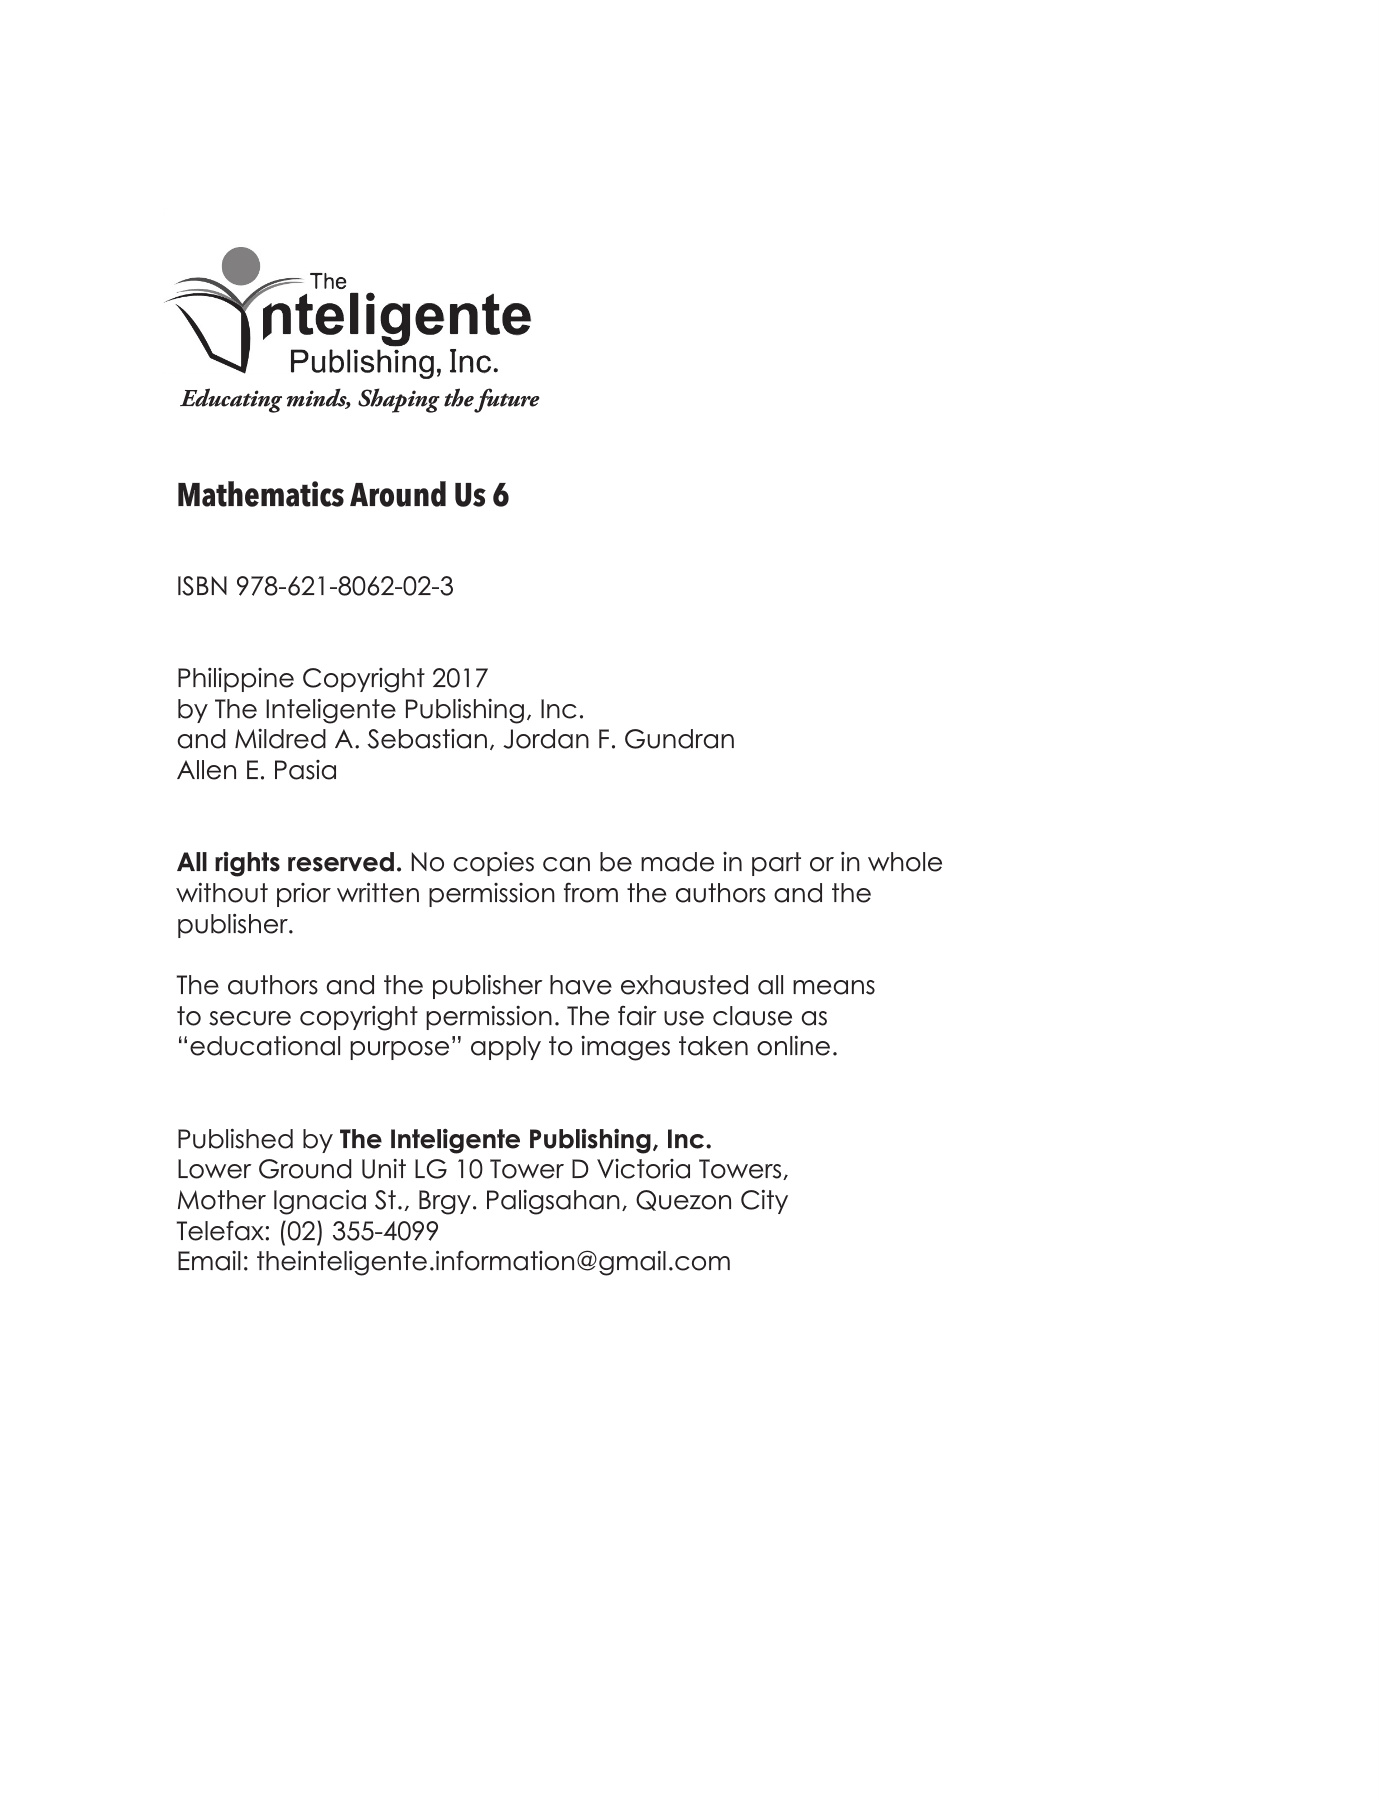 The
Inteligente
Publishing, Inc.
Educating minds, Shaping the future
Mathematics Around Us 6
ISBN 978-621-8062-02-3
Philippine Copyright 2017
by The Inteligente Publishing, Inc.
and Mildred A. Sebastian, Jordan F. Gundran
Allen E. Pasia
All rights reserved. No copies can be made in part or in whole
without prior written permission from the authors and the
publisher.
The authors and the publisher have exhausted all means
to secure copyright permission. The fair use clause as
“educational purpose” apply to images taken online.
Published by The Inteligente Publishing, Inc.
Lower Ground Unit LG 10 Tower D Victoria Towers,
Mother Ignacia St., Brgy. Paligsahan, Quezon City
Telefax: (02) 355-4099
Email: theinteligente.information@gmail.com